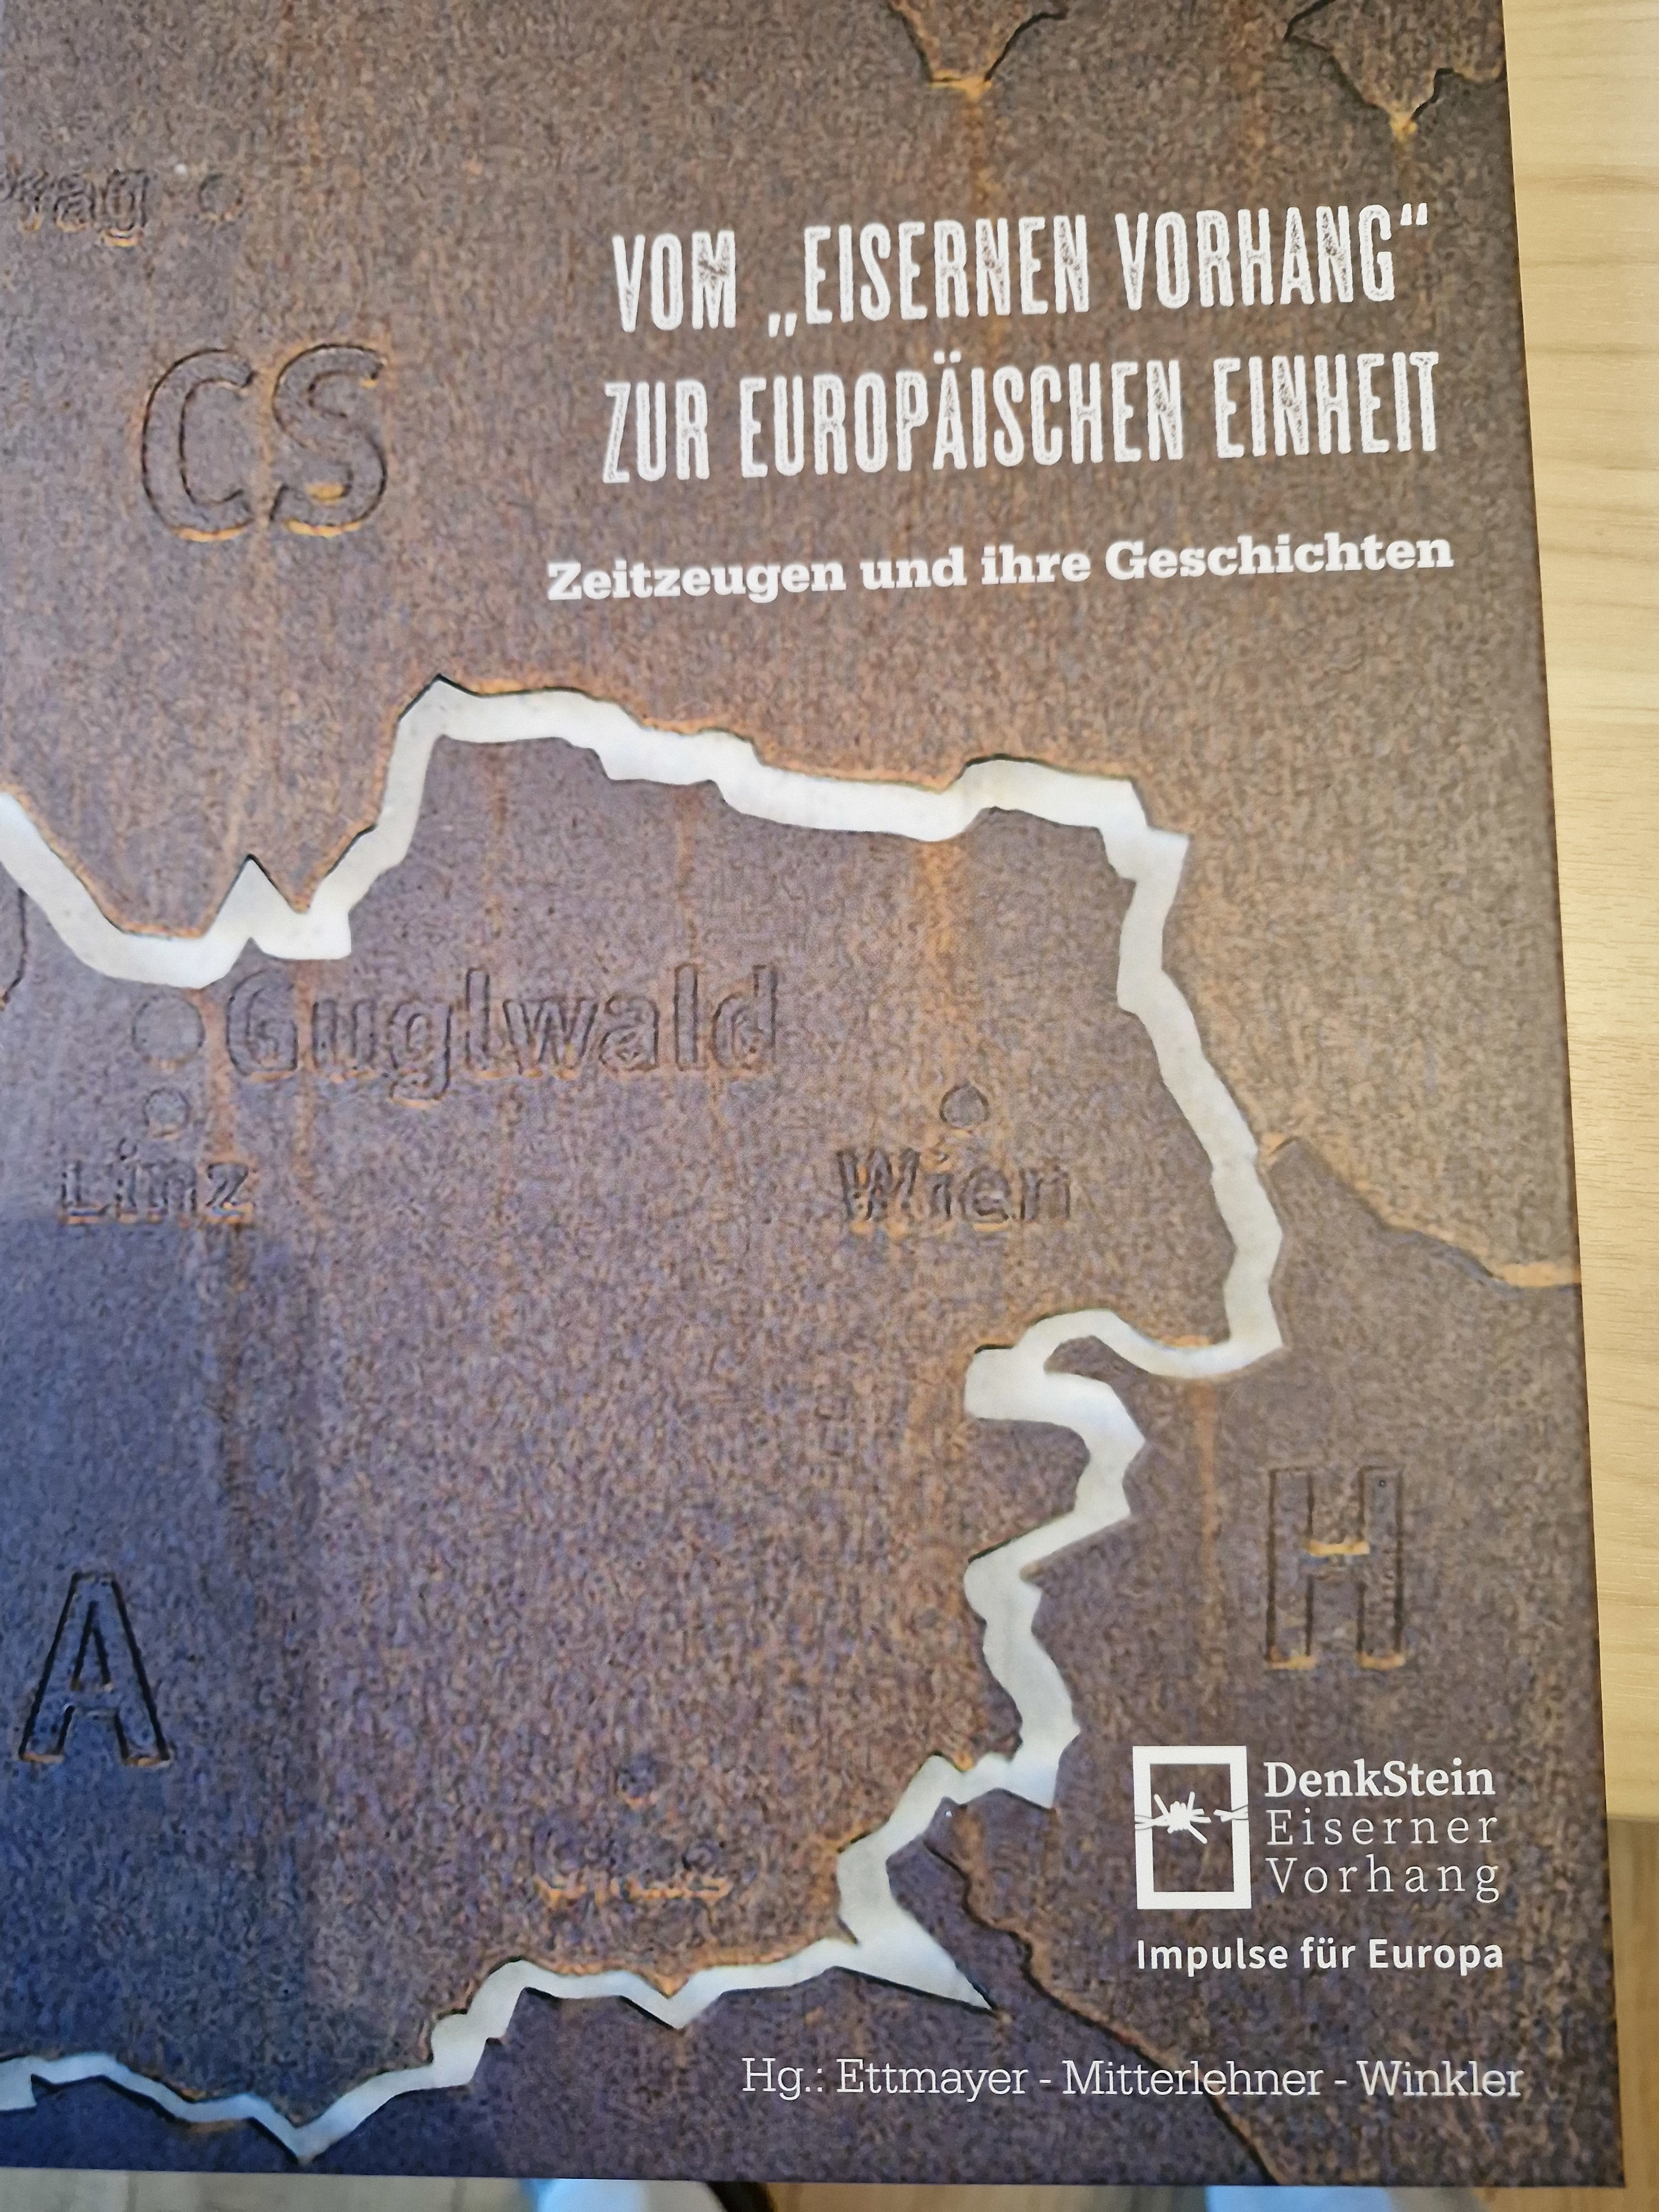 Prag
VOM „EISERNEN VORHANG“
CS
ZUR EUROPÄISCHEN EINHEIT
Zeitzeugen und ihre Geschichten
Guglwald
Linz
Wien
H
A
DenkStein
Eiserner
Vorhang
Impulse für Europa
Hg.: Ettmayer - Mitterlehner - Winkler